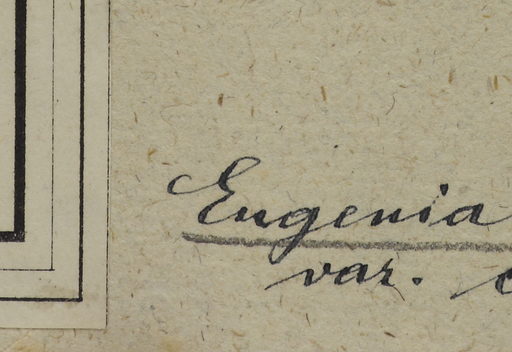 Eugenia
var. c